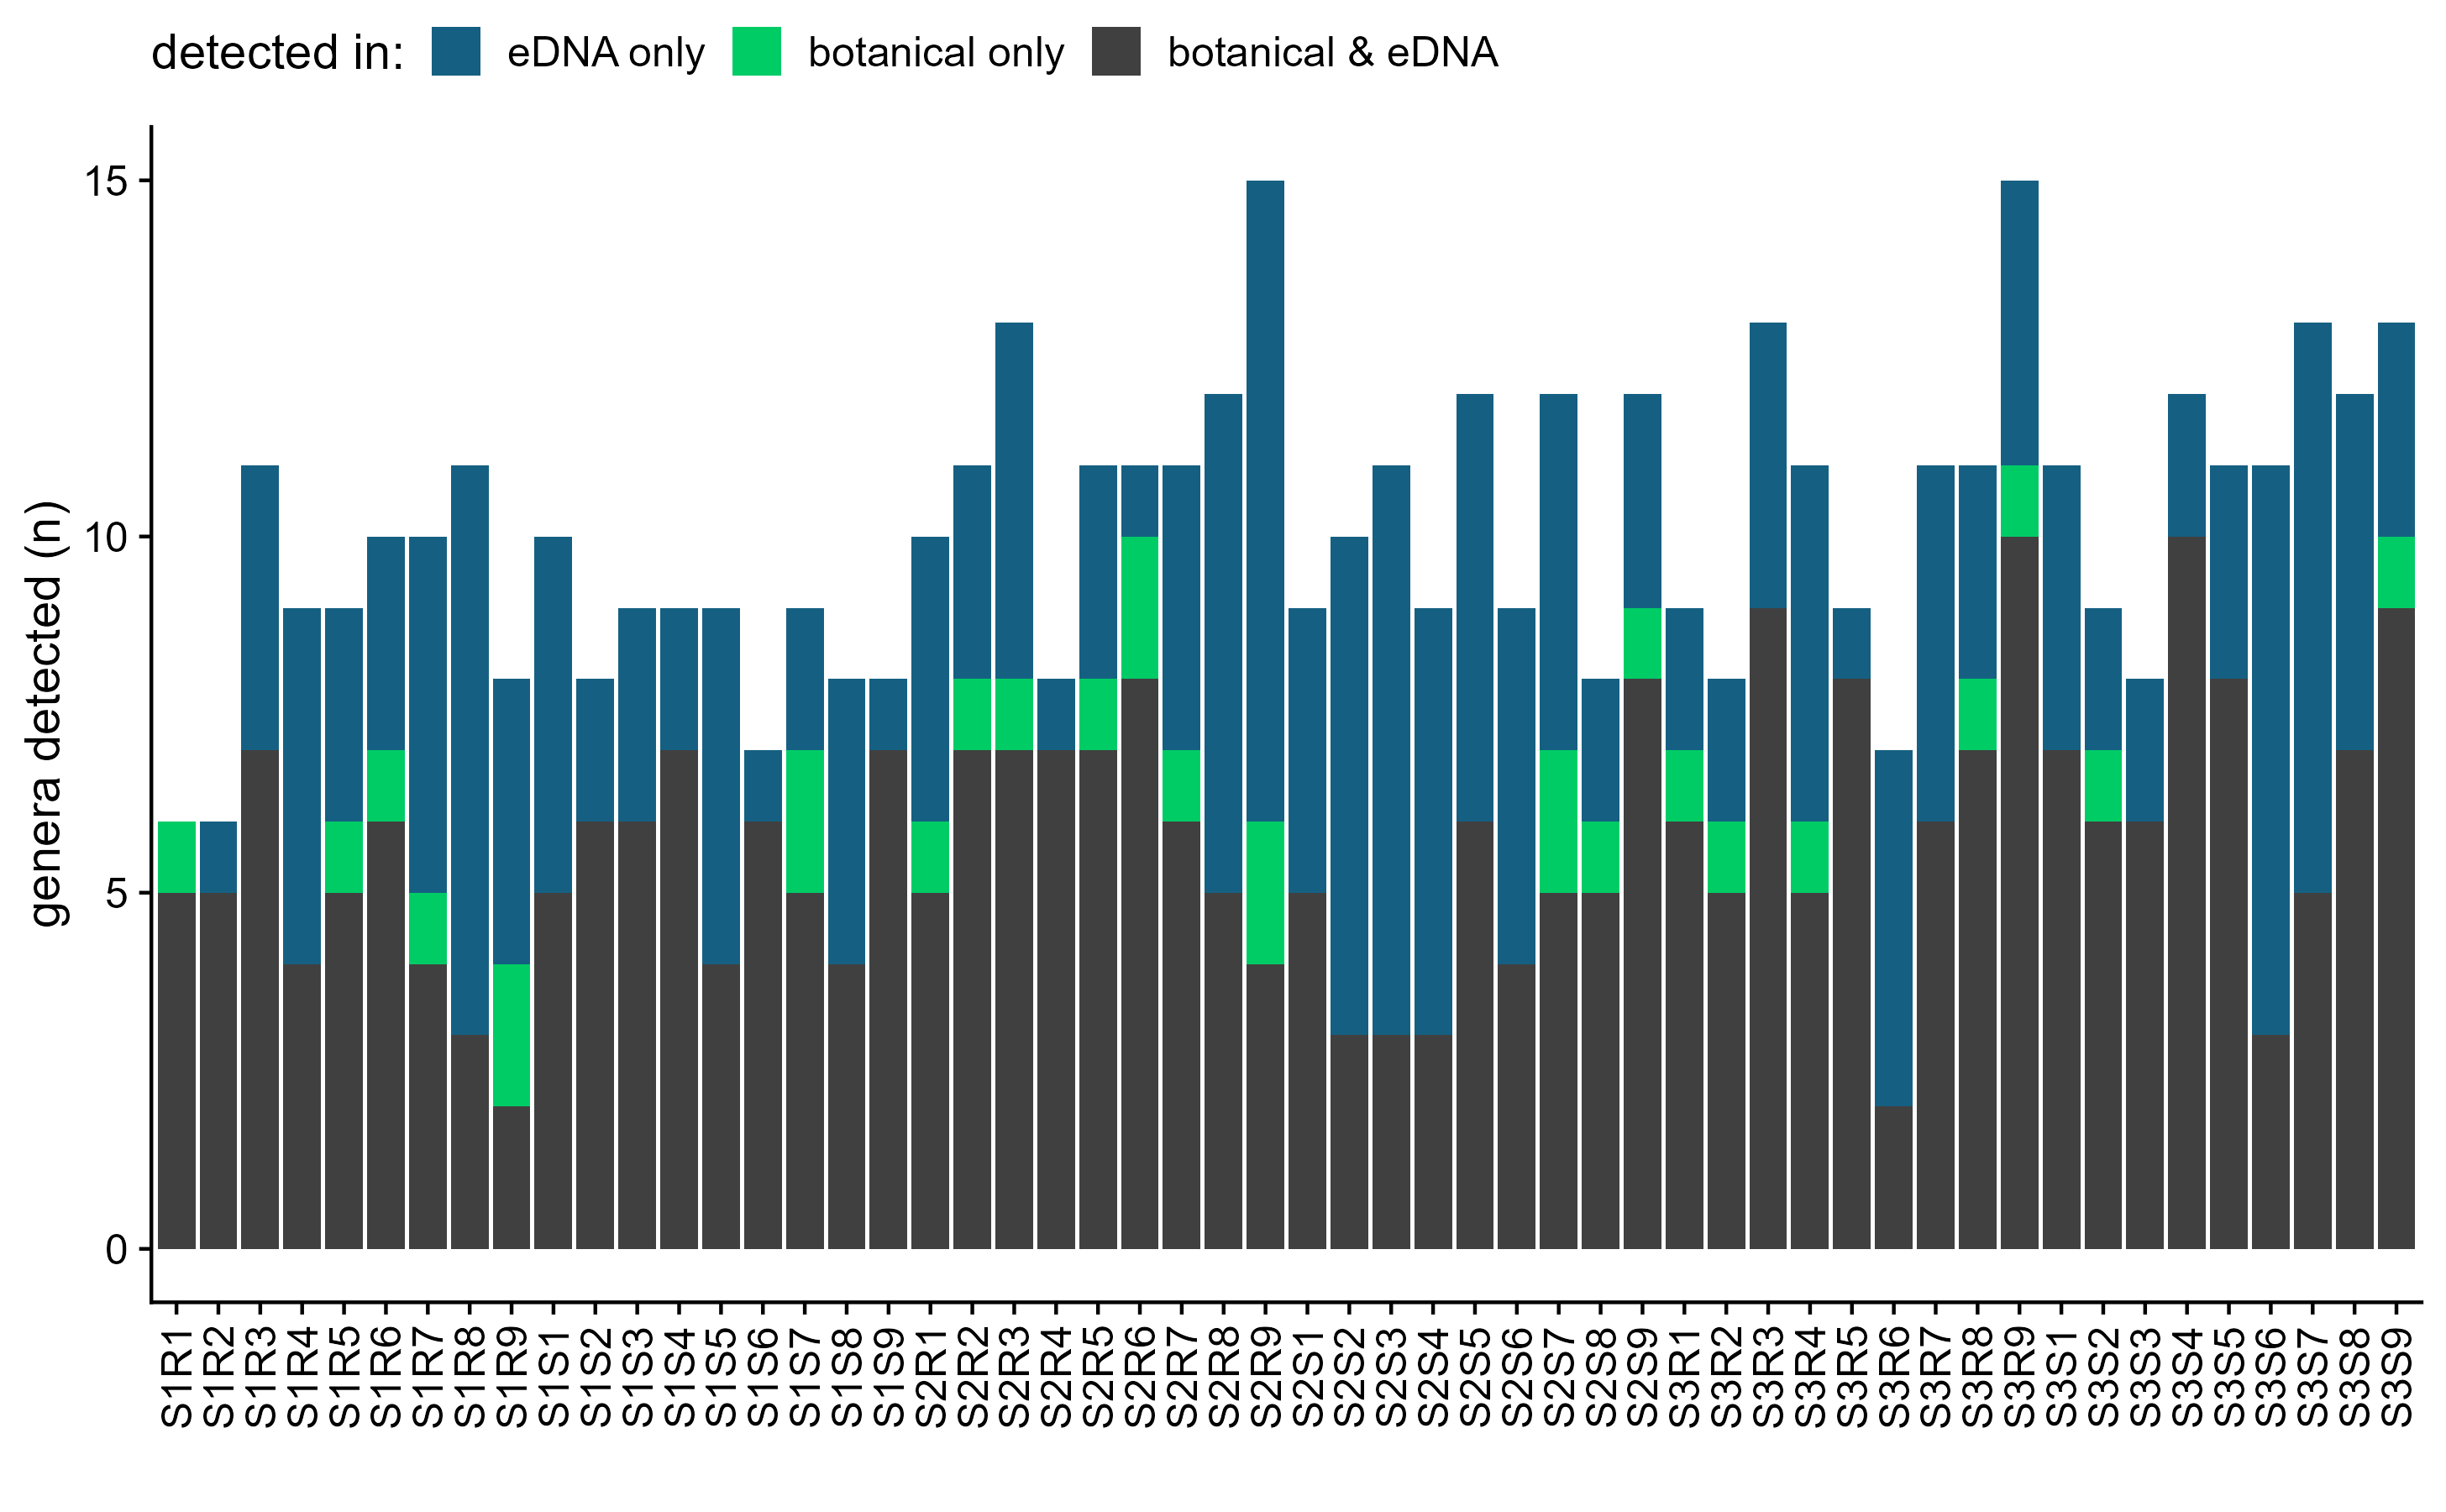 detected in: eDNA only botanical only botanical & eDNA
genera detected (n)
15
10
5
0
S1R1
S1R2
S1R3
S1R4
S1R5
S1R6
S1R7
S1R8
S1R9
S1S1
S1S2
S1S3
S1S4
S1S5
S1S6
S1S7
S1S8
S1S9
S2R1
S2R2
S2R3
S2R4
S2R5
S2R6
S2R7
S2R8
S2R9
S2S1
S2S2
S2S3
S2S4
S2S5
S2S6
S2S7
S2S8
S2S9
S3R1
S3R2
S3R3
S3R4
S3R5
S3R6
S3R7
S3R8
S3R9
S3S1
S3S2
S3S3
S3S4
S3S5
S3S6
S3S7
S3S8
S3S9